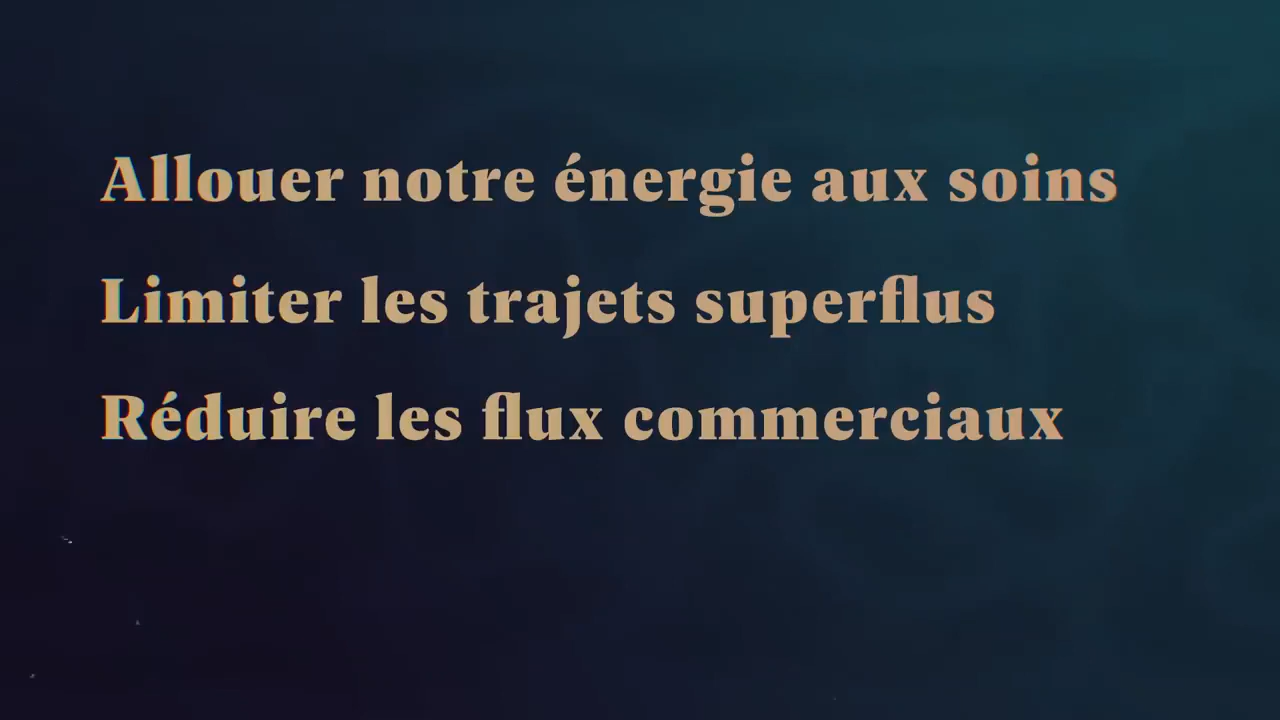 Allouer notre énergie aux soins
Limiter les trajets superflus
Réduire les flux commerciaux